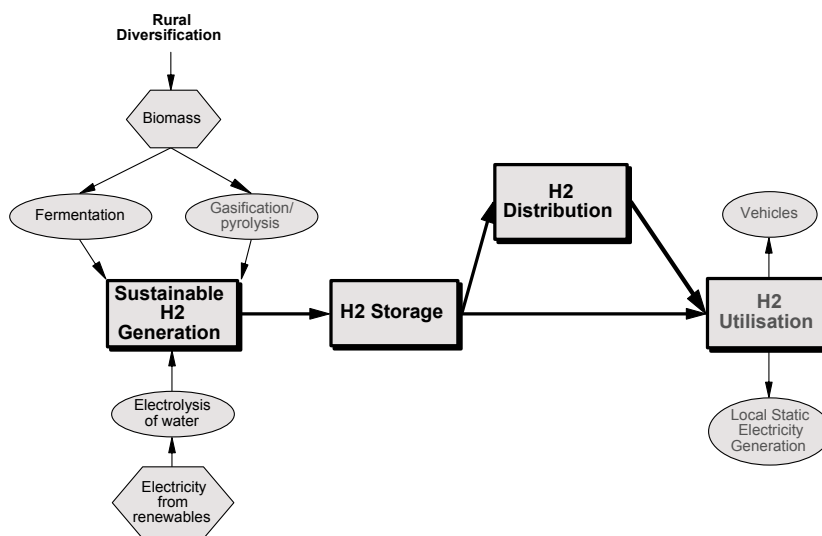 Rural
Diversification
Biomass
Fermentation
Gasification/
pyrolysis
Sustainable
H2
Generation
H2 Storage
H2
Distribution
Vehicles
H2
Utilisation
Local Static
Electricity
Generation
Electrolysis
of water
Electricity
from
renewables